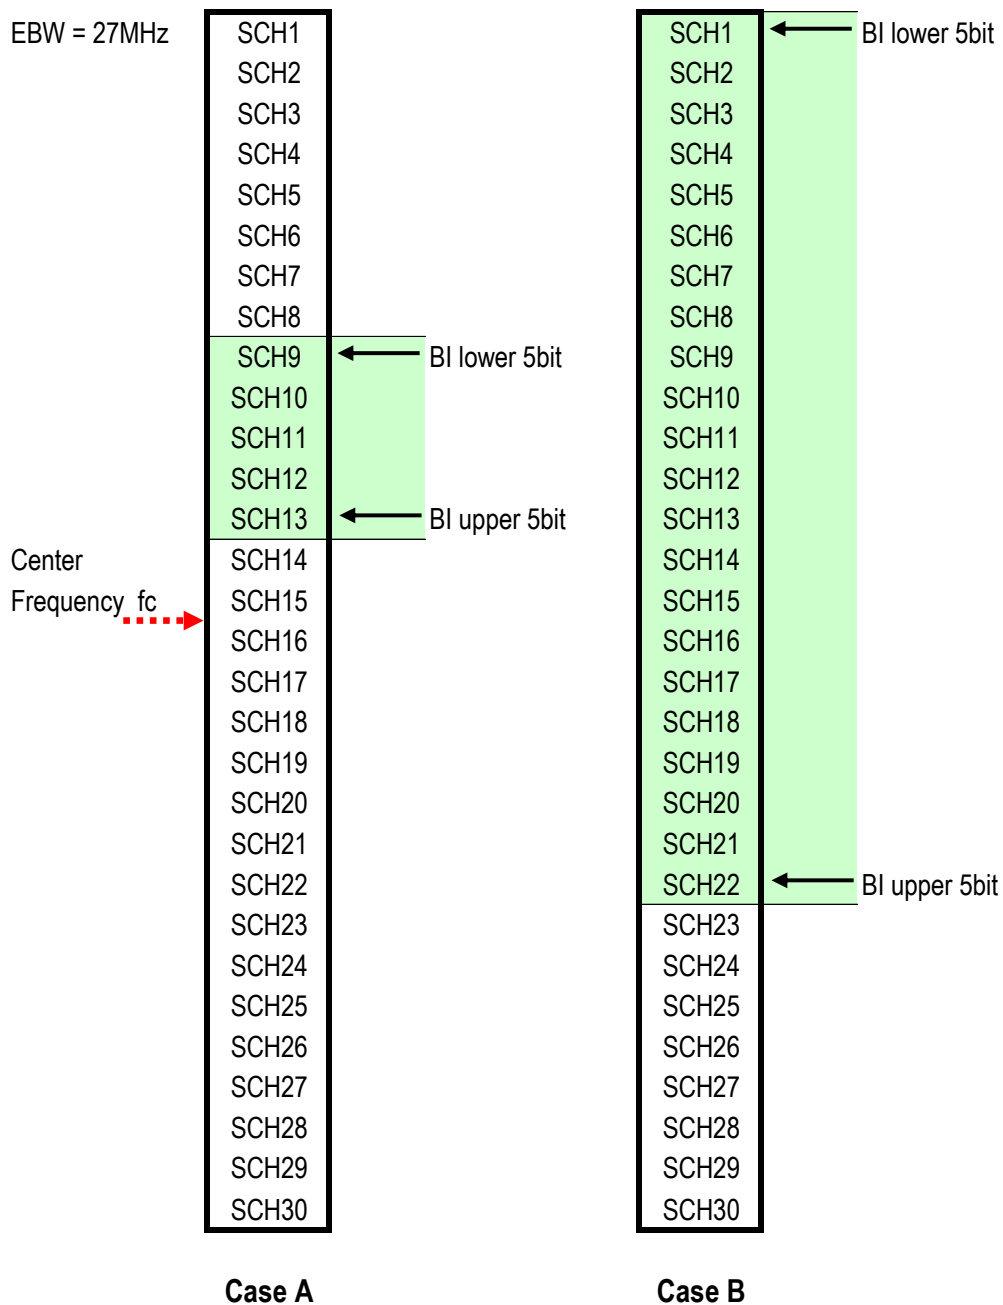 EBW = 27MHz
SCH1
SCH2
SCH3
SCH4
SCH5
SCH6
SCH7
SCH8
SCH9
BI lower 5bit
SCH10
SCH11
SCH12
SCH13
BI upper 5bit
Center
Frequency fc
SCH14
SCH15
SCH16
SCH17
SCH18
SCH19
SCH20
SCH21
SCH22
SCH23
SCH24
SCH25
SCH26
SCH27
SCH28
SCH29
SCH30
Case A
SCH1
BI lower 5bit
SCH2
SCH3
SCH4
SCH5
SCH6
SCH7
SCH8
SCH9
SCH10
SCH11
SCH12
SCH13
SCH14
SCH15
SCH16
SCH17
SCH18
SCH19
SCH20
SCH21
SCH22
BI upper 5bit
SCH23
SCH24
SCH25
SCH26
SCH27
SCH28
SCH29
SCH30
Case B